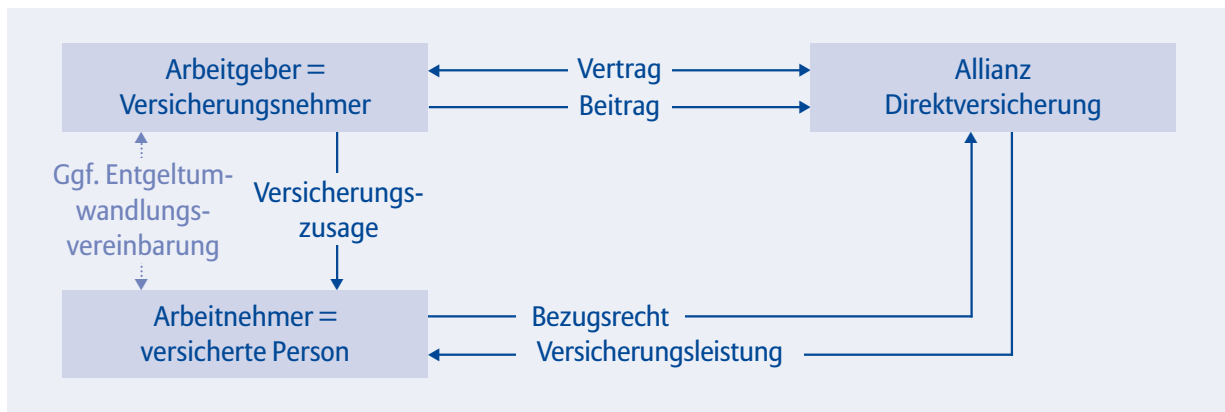 Arbeitgeber =
Versicherungsnehmer
Vertrag
Beitrag
Allianz
Direktversicherung
Ggf. Entgeltum-
wandlungs-
vereinbarung
Versicherungs-
zusage
Arbeitnehmer =
versicherte Person
Bezugsrecht
Versicherungsleistung